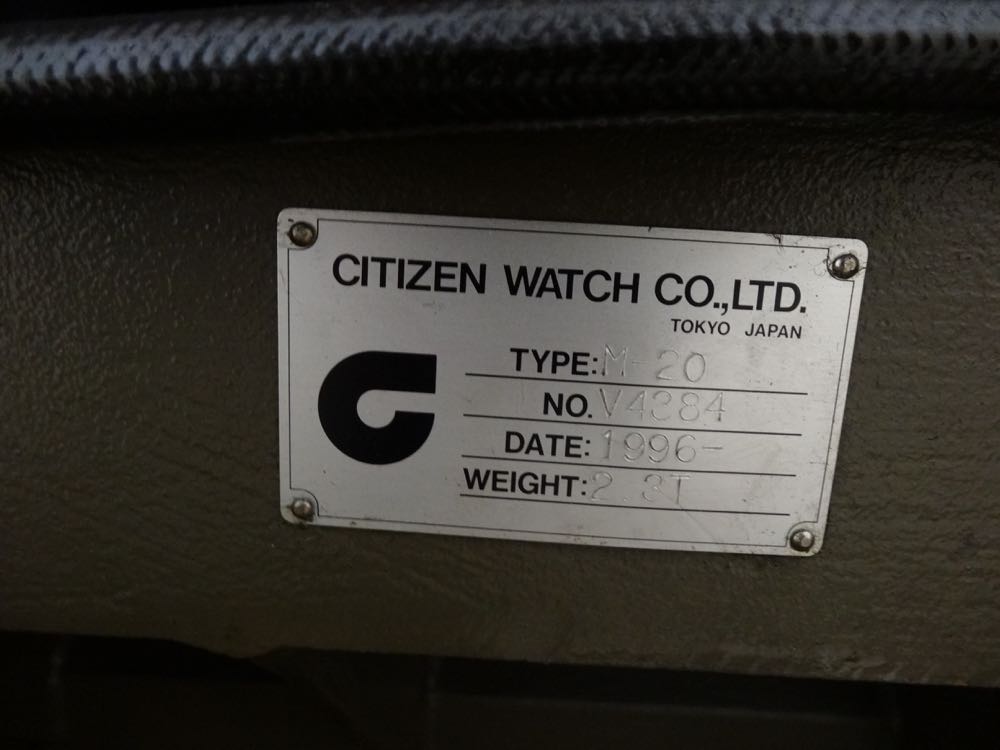 CITIZEN WATCH CO.,LTD.
TOKYO JAPAN
TYPE: M-20
NO. V4384
DATE: 1996-
WEIGHT: 2.3T